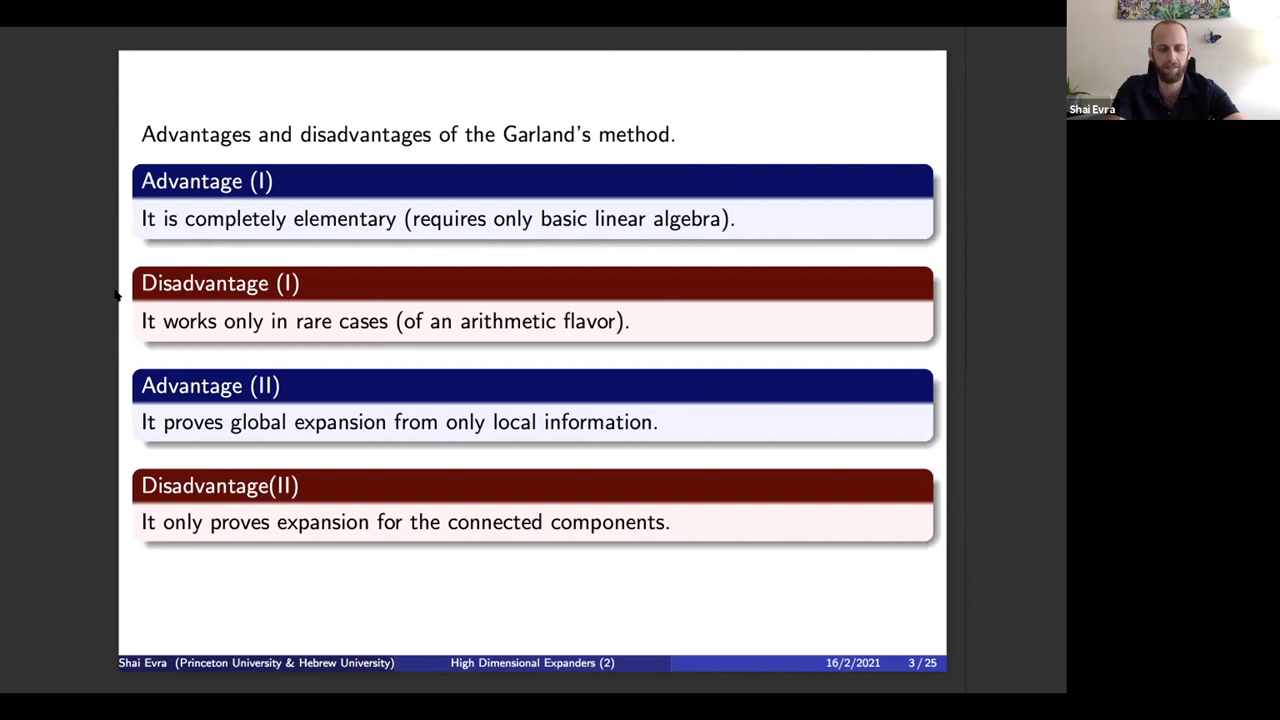 Shai Evra
Advantages and disadvantages of the Garland's method.
Advantage (I)
It is completely elementary (requires only basic linear algebra).
Disadvantage (I)
It works only in rare cases (of an arithmetic flavor).
Advantage (II)
It proves global expansion from only local information.
Disadvantage(II)
It only proves expansion for the connected components.
Shai Evra (Princeton University & Hebrew University) High Dimensional Expanders (2) 16/2/2021 3 / 25